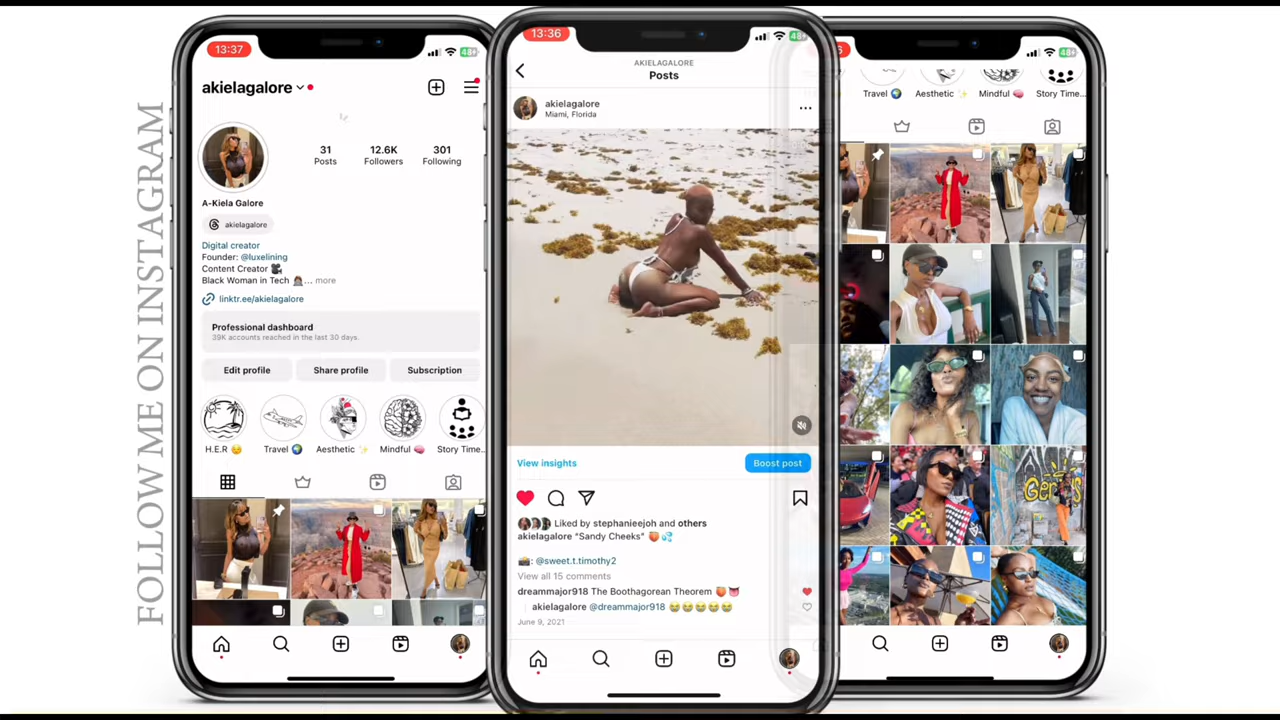 FOLLOW ME ON INSTAGRAM
13:37
48+
akielagalore
31
12.6K
301
Posts
Followers
Following
A-Kiela Galore
akielagalore
Digital creator
Founder: @luxelining
Content Creator 🎥
Black Woman in Tech 👩🏾‍💻... more
linktr.ee/akielagalore
Professional dashboard
39K accounts reached in the last 30 days.
Edit profile
Share profile
Subscription
H.E.R 😌
Travel 🌍
Aesthetic ✨
Mindful 🧠
Story Time...
13:36
48+
AKIELAGALORE
Posts
akielagalore
Miami, Florida
View insights
Boost post
Liked by stephanieejoh and others
akielagalore "Sandy Cheeks" 🍑💦
📸: @sweet.t.timothy2
View all 15 comments
dreammajor918 The Boothagorean Theorem 🍑👅
akielagalore @dreammajor918 😭😭😭😭😭
June 9, 2021
48+
Travel 🌍
Aesthetic ✨
Mindful 🧠
Story Time...